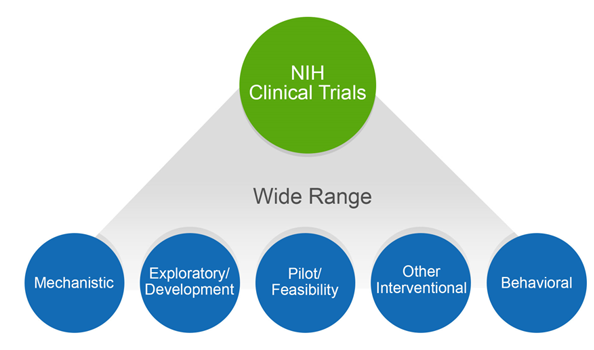 NIH
Clinical Trials
Wide Range
Mechanistic
Exploratory/
Development
Pilot/
Feasibility
Other
Interventional
Behavioral